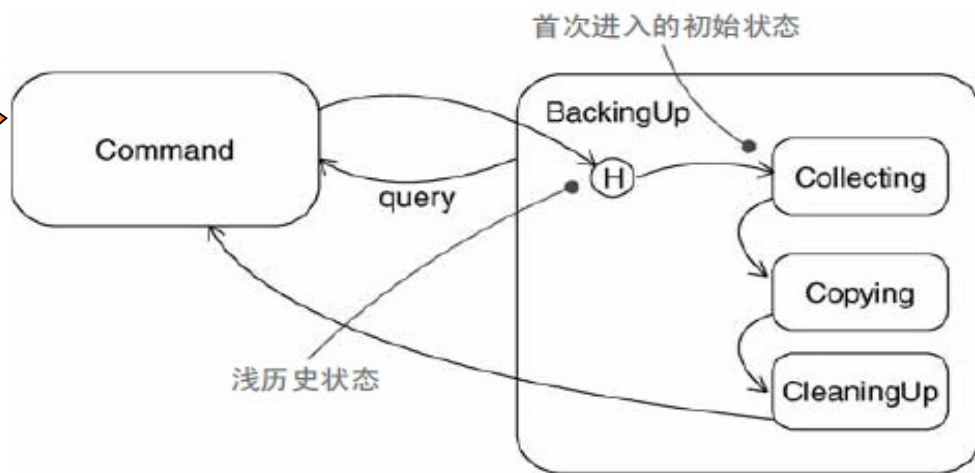 首次进入的初始状态
BackingUp
Command
Collecting
H
query
Copying
浅历史状态
CleaningUp